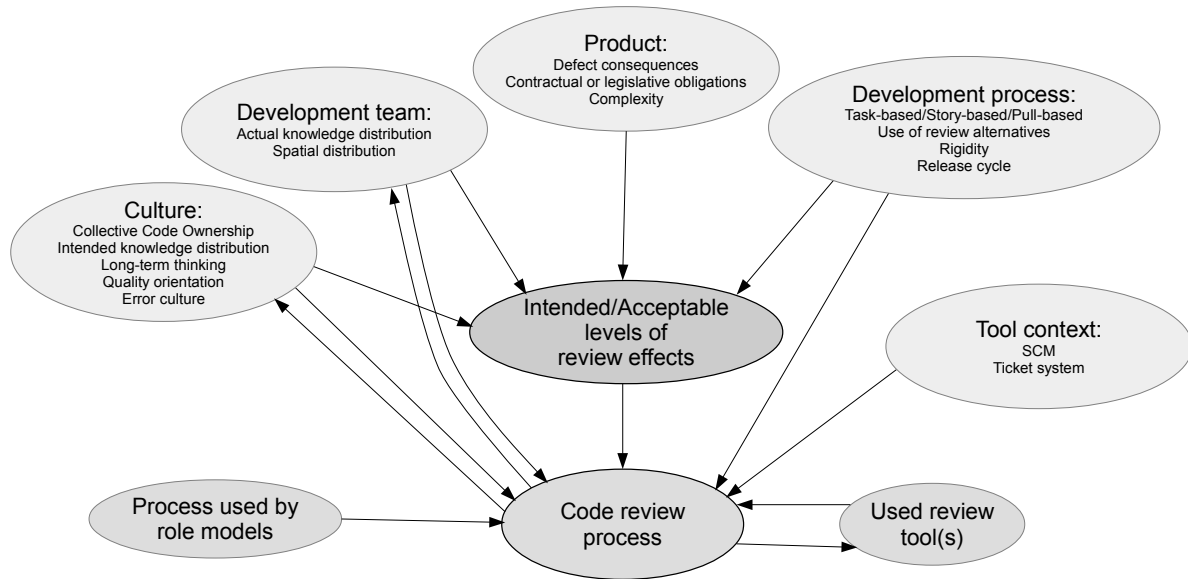 Product:
Defect consequences
Contractual or legislative obligations
Complexity
Development team:
Actual knowledge distribution
Spatial distribution
Development process:
Task-based/Story-based/Pull-based
Use of review alternatives
Rigidity
Release cycle
Culture:
Collective Code Ownership
Intended knowledge distribution
Long-term thinking
Quality orientation
Error culture
Intended/Acceptable
levels of
review effects
Tool context:
SCM
Ticket system
Process used by
role models
Code review
process
Used review
tool(s)